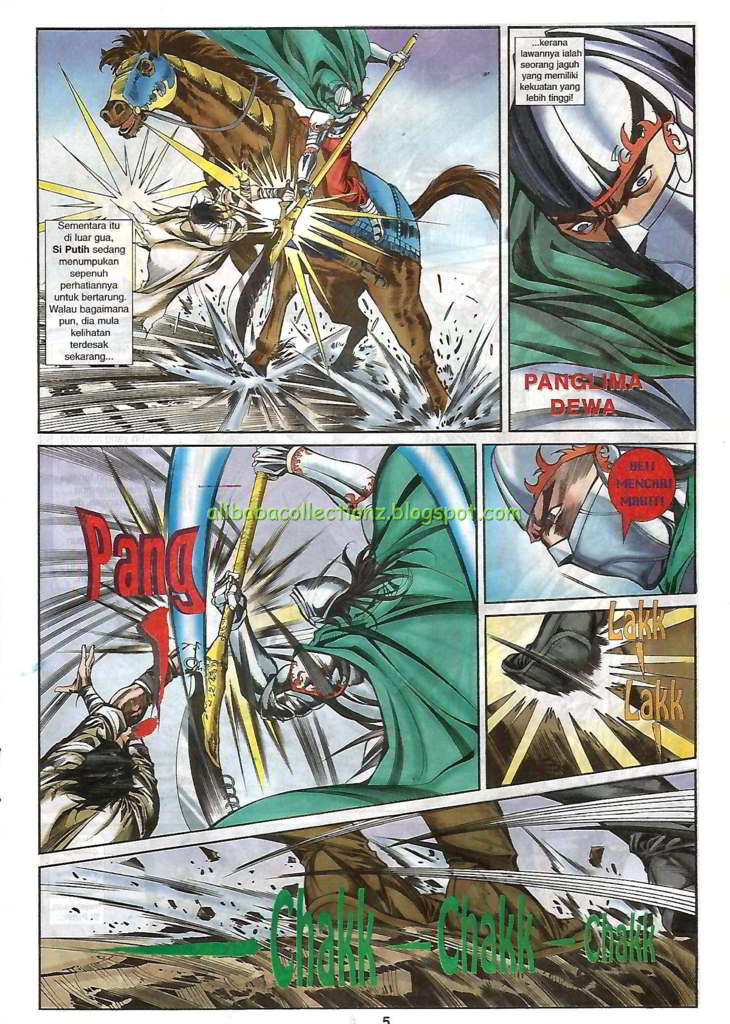 Sementara itu
di luar gua,
Si Putih sedang
menumpukan
sepenuh
perhatiannya
untuk bertarung.
Walau bagaimana
pun, dia mula
kelihatan
terdesak
sekarang...
...kerana
lawannya ialah
seorang jaguh
yang memiliki
kekuatan yang
lebih tinggi!
PANGLIMA
DEWA
alibabacollectionz.blogspot.com
Pang
!
BETI
MENCARI
MAUT!
Lakk
!
Lakk
!
Chakk – Chakk – Chakk
5